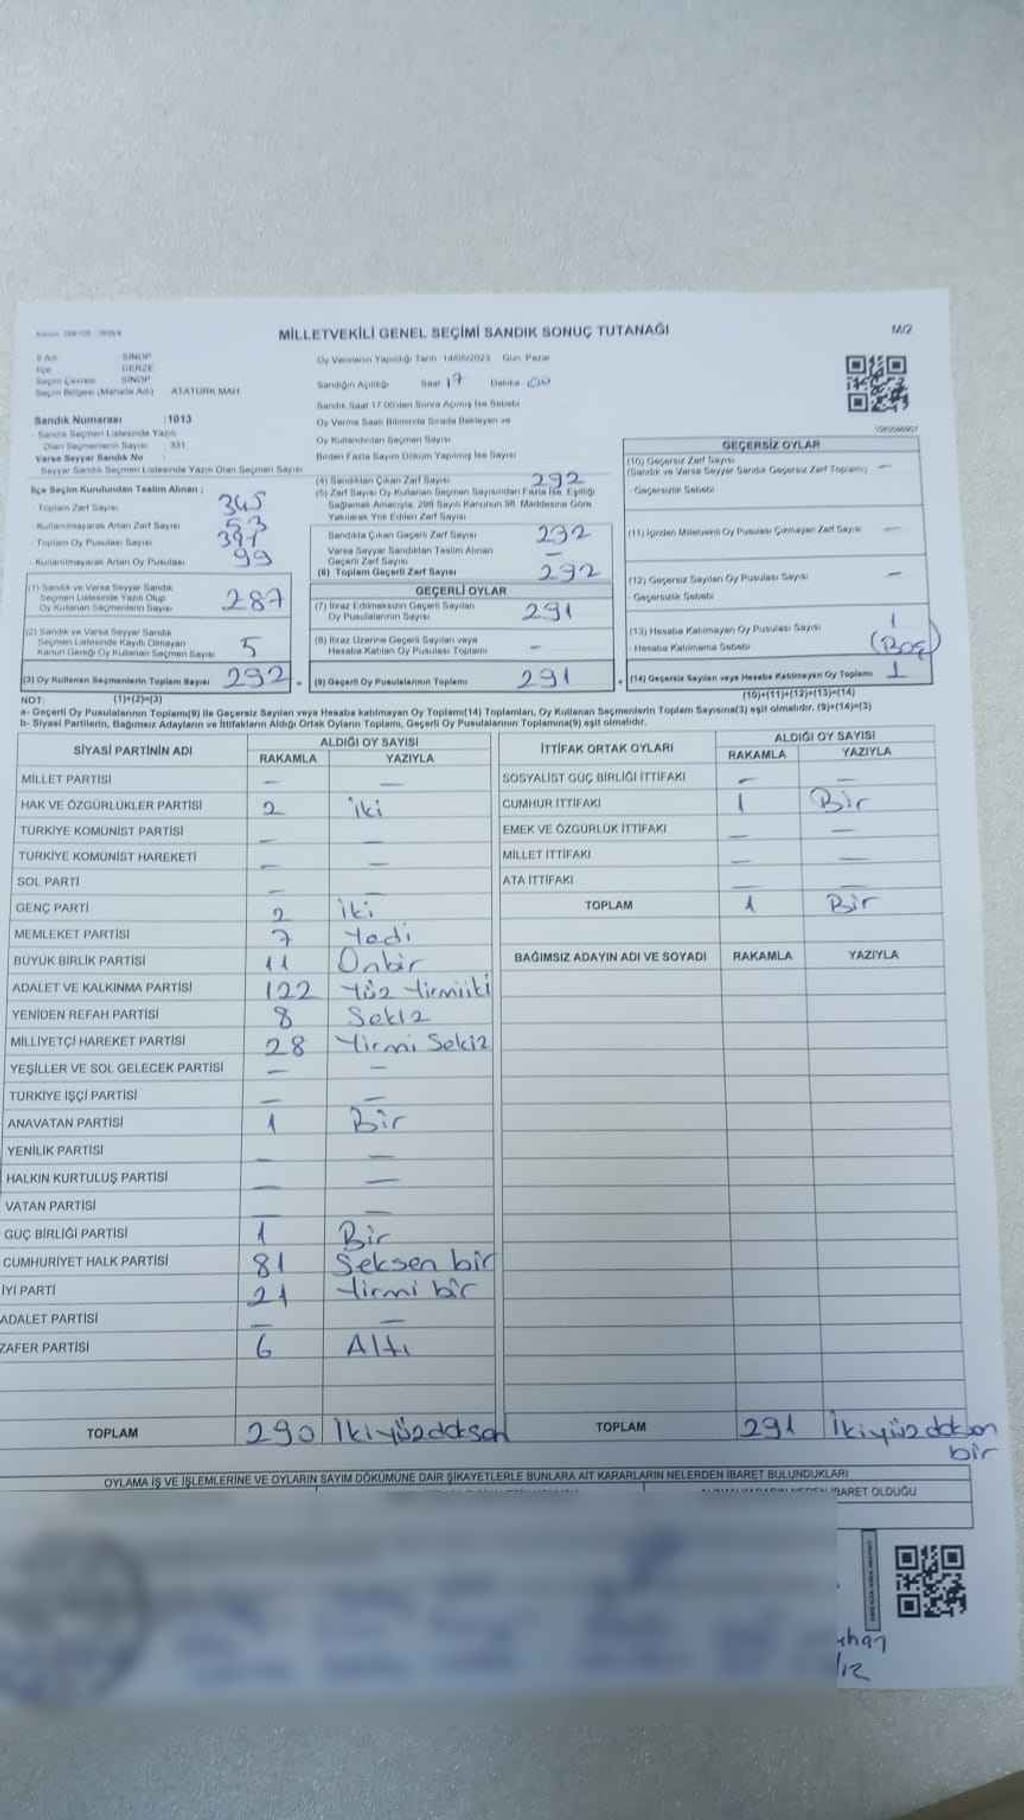 MİLLETVEKİLİ GENEL SEÇİMİ SANDIK SONUÇ TUTANAĞI
M/2
İl Adı SİNOP
İlçe GERZE
Seçim Çevresi SİNOP
Seçim Bölgesi (Mahalle Adı) ATATÜRK MAH.
Sandık Numarası :1013
Sandık Seçmen Listesinde Yazılı
Olan Seçmenlerin Sayısı : 331
Varsa Seyyar Sandık No :
Seyyar Sandık Seçmen Listesinde Yazılı Olan Seçmen Sayısı
İlçe Seçim Kurulundan Teslim Alınan ;
Toplam Zarf Sayısı 345
Kullanılmayarak Artan Zarf Sayısı 53
Toplam Oy Pusulası Sayısı 391
Kullanılmayarak Artan Oy Pusulası 99
(1) Sandık ve Varsa Seyyar Sandık
Seçmen Listesinde Yazılı Olup
Oy Kullanan Seçmenlerin Sayısı 287
(2) Sandık ve Varsa Seyyar Sandık
Seçmen Listesinde Kayıtlı Olmayan
Kanun Gereği Oy Kullanan Seçmen Sayısı 5
(3) Oy Kullanan Seçmenlerin Toplam Sayısı 292
(1)+(2)=(3)
Oy Vermenin Yapıldığı Tarih 14/05/2023 Gün Pazar
Sandığın Açıldığı Saat 17 Dakika 00
Sandık Saat 17.00'den Sonra Açılmış İse Sebebi
Oy Verme Saati Bitiminde Sırada Bekleyen ve
Oy Kullandırılan Seçmen Sayısı
Birden Fazla Sayım Döküm Yapılmış İse Sayısı
(4) Sandıktan Çıkan Zarf Sayısı 292
(5) Zarf Sayısı Oy Kullanan Seçmen Sayısından Fazla İse, Eşitliği
Sağlamak Amacıyla, 298 Sayılı Kanunun 98. Maddesine Göre
Yakılarak Yok Edilen Zarf Sayısı
Sandıkta Çıkan Geçerli Zarf Sayısı 292
Varsa Seyyar Sandıktan Teslim Alınan
Geçerli Zarf Sayısı –
(6) Toplam Geçerli Zarf Sayısı 292
GEÇERLİ OYLAR
(7) İtiraz Edilmeksizin Geçerli Sayılan
Oy Pusulalarının Sayısı 291
(8) İtiraz Üzerine Geçerli Sayılan veya
Hesaba Katılan Oy Pusulası Toplamı –
(9) Geçerli Oy Pusulalarının Toplamı 291
GEÇERSİZ OYLAR
(10) Geçersiz Zarf Sayısı
(Sandık ve Varsa Seyyar Sandık Geçersiz Zarf Toplamı) –
Geçersizlik Sebebi
(11) İçinden Milletvekili Oy Pusulası Çıkmayan Zarf Sayısı –
(12) Geçersiz Sayılan Oy Pusulası Sayısı –
Geçersizlik Sebebi
(13) Hesaba Katılmayan Oy Pusulası Sayısı 1
Hesaba Katılmama Sebebi (Boş)
(14) Geçersiz Sayılan veya Hesaba Katılmayan Oy Toplamı 1
(10)+(11)+(12)+(13)=(14)
NOT:
a- Geçerli Oy Pusulalarının Toplamı(9) ile Geçersiz Sayılan veya Hesaba katılmayan Oy Toplamı(14) Toplamları, Oy Kullanan Seçmenlerin Toplam Sayısına(3) eşit olmalıdır. (9)+(14)=(3)
b- Siyasi Partilerin, Bağımsız Adayların ve İttifakların Aldığı Ortak Oyların Toplamı, Geçerli Oy Pusulalarının Toplamına(9) eşit olmalıdır.
SİYASİ PARTİNİN ADI ALDIĞI OY SAYISI
RAKAMLA YAZIYLA
MİLLET PARTİSİ – –
HAK VE ÖZGÜRLÜKLER PARTİSİ 2 iki
TÜRKİYE KOMÜNİST PARTİSİ – –
TÜRKİYE KOMÜNİST HAREKETİ – –
SOL PARTİ – –
GENÇ PARTİ 2 iki
MEMLEKET PARTİSİ 7 Yedi
BÜYÜK BİRLİK PARTİSİ 11 Onbir
ADALET VE KALKINMA PARTİSİ 122 Yüz Yirmiiki
YENİDEN REFAH PARTİSİ 8 Sekiz
MİLLİYETÇİ HAREKET PARTİSİ 28 Yirmi Sekiz
YEŞİLLER VE SOL GELECEK PARTİSİ – –
TÜRKİYE İŞÇİ PARTİSİ – –
ANAVATAN PARTİSİ 1 Bir
YENİLİK PARTİSİ – –
HALKIN KURTULUŞ PARTİSİ – –
VATAN PARTİSİ – –
GÜÇ BİRLİĞİ PARTİSİ 1 Bir
CUMHURİYET HALK PARTİSİ 81 Seksen bir
İYİ PARTİ 21 Yirmi bir
ADALET PARTİSİ – –
ZAFER PARTİSİ 6 Altı
TOPLAM 290 İkiyüzdoksan
İTTİFAK ORTAK OYLARI ALDIĞI OY SAYISI
RAKAMLA YAZIYLA
SOSYALİST GÜÇ BİRLİĞİ İTTİFAKI – –
CUMHUR İTTİFAKI 1 Bir
EMEK VE ÖZGÜRLÜK İTTİFAKI – –
MİLLET İTTİFAKI – –
ATA İTTİFAKI – –
TOPLAM 1 Bir
BAĞIMSIZ ADAYIN ADI VE SOYADI RAKAMLA YAZIYLA
TOPLAM 291 İkiyüz doksan
bir
OYLAMA İŞ VE İŞLEMLERİNE VE OYLARIN SAYIM DÖKÜMÜNE DAİR ŞİKAYETLERLE BUNLARA AİT KARARLARIN NELERDEN İBARET BULUNDUKLARI
İBARET OLDUĞU